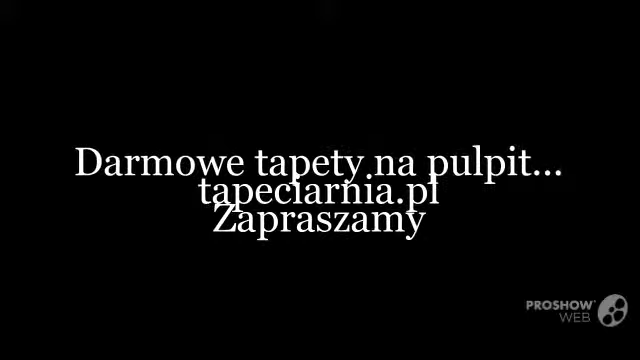 Darmowe tapety na pulpit...
tapeciarnia.pl
Zapraszamy
PROSHOW
WEB